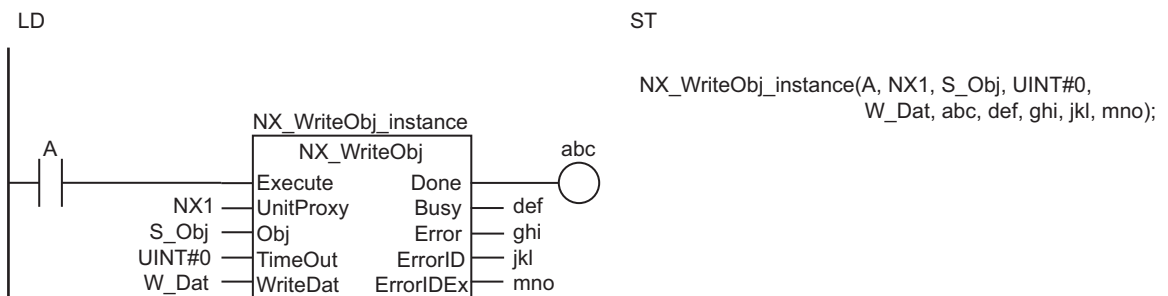 LD
ST
NX_WriteObj_instance(A, NX1, S_Obj, UINT#0,
W_Dat, abc, def, ghi, jkl, mno);
NX_WriteObj_instance
A
NX_WriteObj
abc
Execute Done
NX1 UnitProxy Busy def
S_Obj Obj Error ghi
UINT#0 TimeOut ErrorID jkl
W_Dat WriteDat ErrorIDEx mno